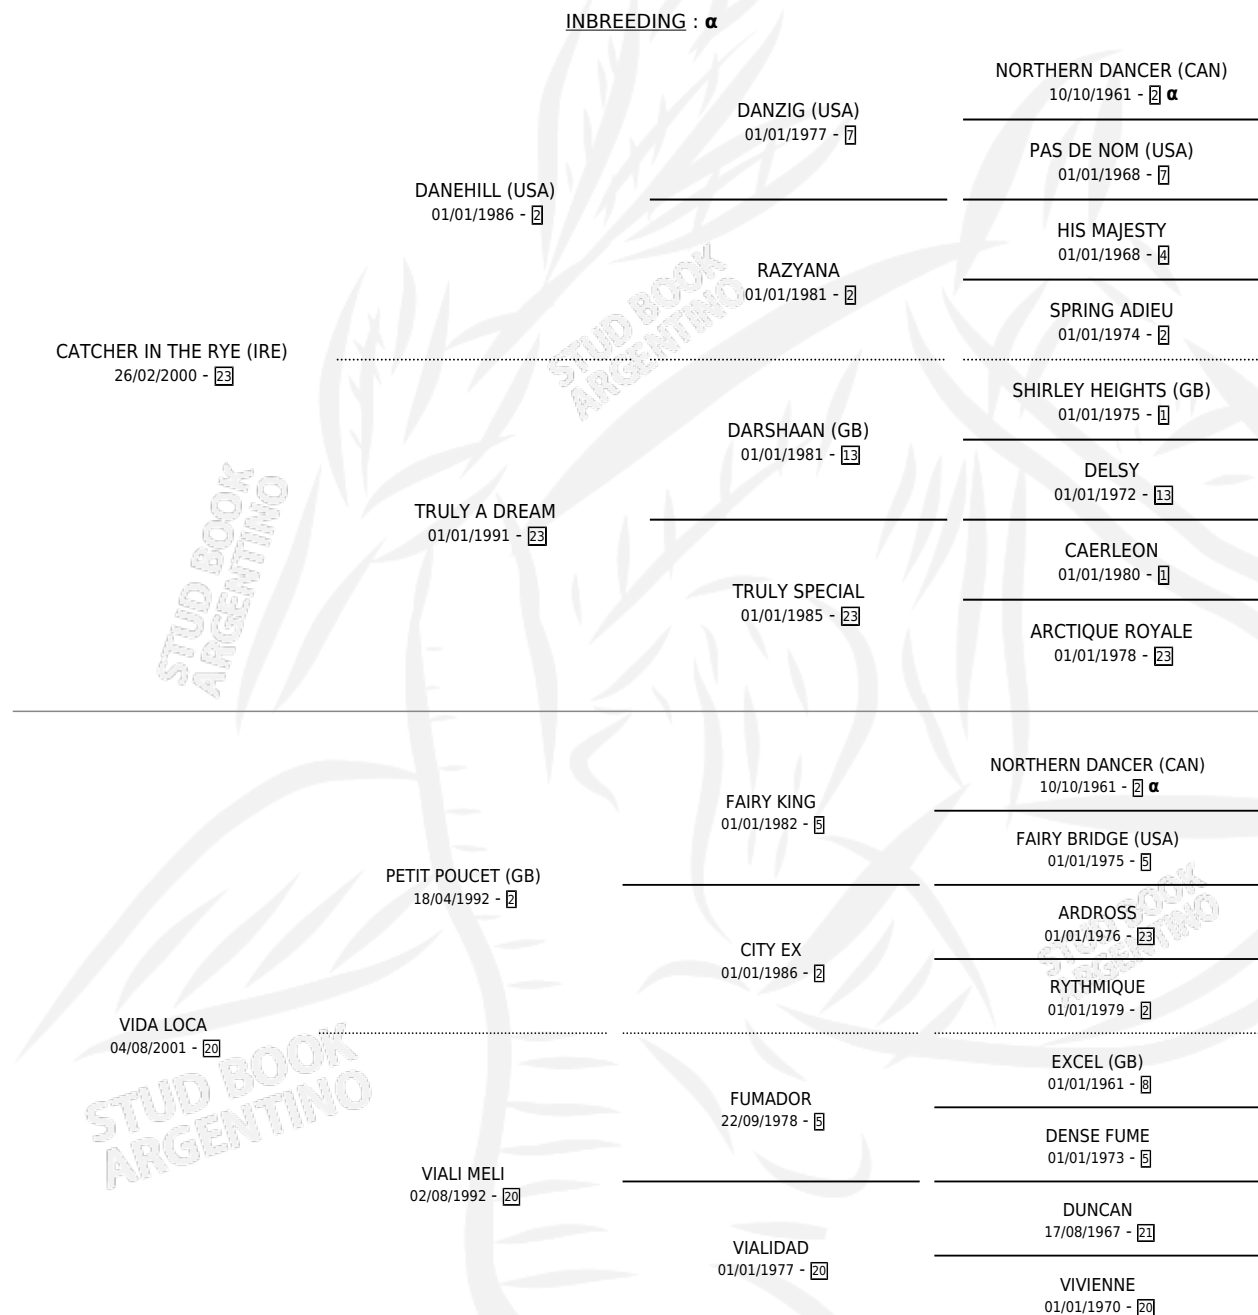 INBREEDING : α
NORTHERN DANCER (CAN)
10/10/1961 - 2 α
DANZIG (USA)
01/01/1977 - 7
PAS DE NOM (USA)
01/01/1968 - 7
DANEHILL (USA)
01/01/1986 - 2
HIS MAJESTY
01/01/1968 - 4
RAZYANA
01/01/1981 - 2
SPRING ADIEU
01/01/1974 - 2
CATCHER IN THE RYE (IRE)
26/02/2000 - 23
SHIRLEY HEIGHTS (GB)
01/01/1975 - 1
DARSHAAN (GB)
01/01/1981 - 13
DELSY
01/01/1972 - 13
TRULY A DREAM
01/01/1991 - 23
CAERLEON
01/01/1980 - 1
TRULY SPECIAL
01/01/1985 - 23
ARCTIQUE ROYALE
01/01/1978 - 23
NORTHERN DANCER (CAN)
10/10/1961 - 2 α
FAIRY KING
01/01/1982 - 5
FAIRY BRIDGE (USA)
01/01/1975 - 5
PETIT POUCET (GB)
18/04/1992 - 2
ARDROSS
01/01/1976 - 23
CITY EX
01/01/1986 - 2
RYTHMIQUE
01/01/1979 - 2
VIDA LOCA
04/08/2001 - 20
EXCEL (GB)
01/01/1961 - 8
FUMADOR
22/09/1978 - 5
DENSE FUME
01/01/1973 - 5
VIALI MELI
02/08/1992 - 20
DUNCAN
17/08/1967 - 21
VIALIDAD
01/01/1977 - 20
VIVIENNE
01/01/1970 - 20
STUD BOOK
ARGENTINO
STUD BOOK
ARGENTINO
STUD BOOK
ARGENTINO
STUD BOOK
ARGENTINO